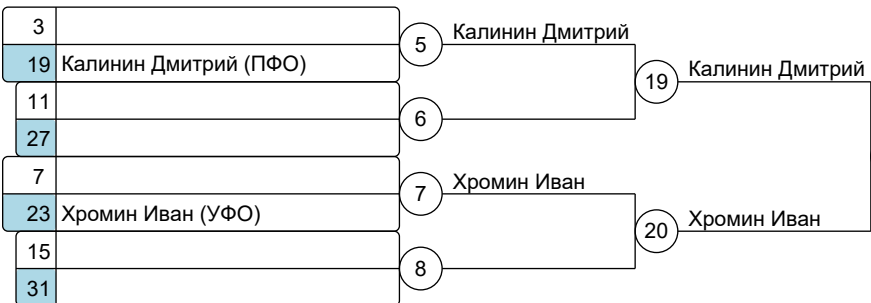 3
5 Калинин Дмитрий
19 Калинин Дмитрий (ПФО)
19 Калинин Дмитрий
11
6
27
7
7 Хромин Иван
23 Хромин Иван (УФО)
20 Хромин Иван
15
8
31